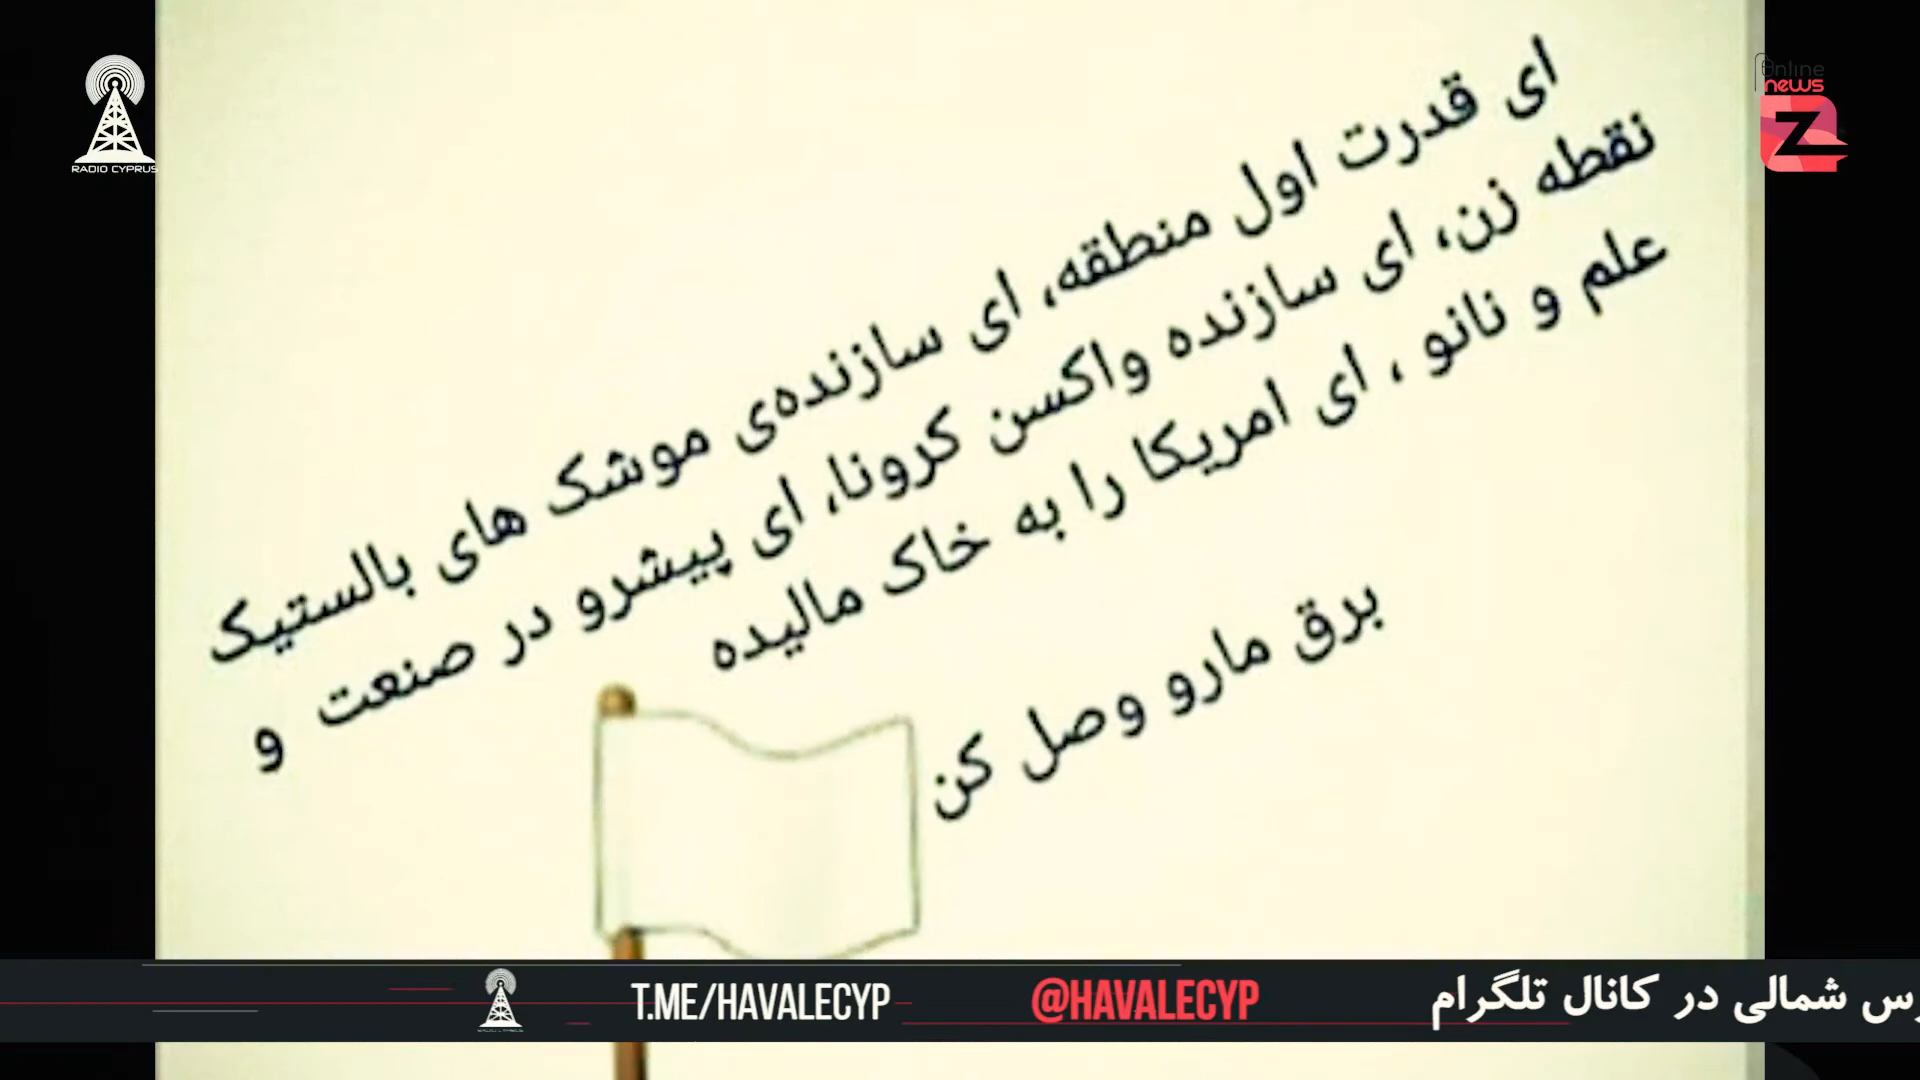 RADIO CYPRUS
Online
news
Z
ای قدرت اول منطقه، ای سازنده‌ی موشک های بالستیک
نقطه زن، ای سازنده واکسن کرونا، ای پیشرو در صنعت و
علم و نانو ، ای امریکا را به خاک مالیده
برق مارو وصل کن
T.ME/HAVALECYP
@HAVALECYP
شمالی در کانال تلگرام